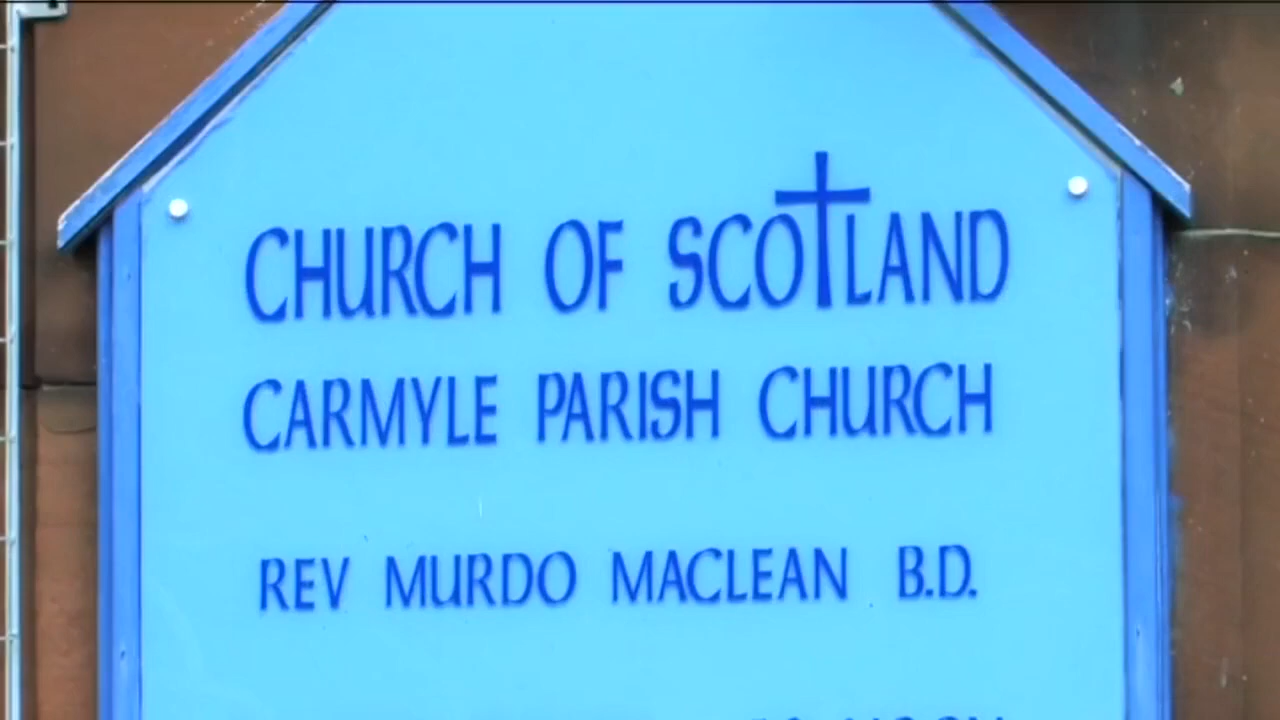 CHURCH OF SCOTLAND
CARMYLE PARISH CHURCH
REV MURDO MACLEAN B.D.